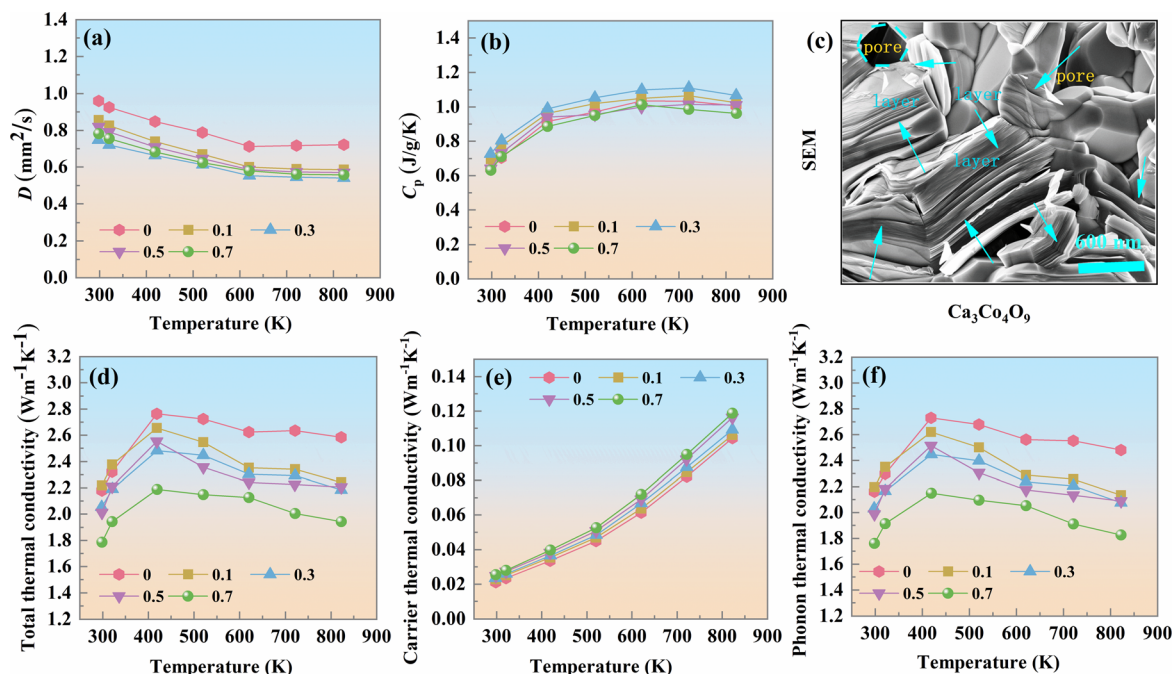 (a)
D (mm²/s)
1.4
1.2
1.0
0.8
0.6
0.4
0.2
0.0
0 0.1 0.3
0.5 0.7
300 400 500 600 700 800 900
Temperature (K)
(b)
Cp (J/g/K)
1.4
1.2
1.0
0.8
0.6
0.4
0.2
0.0
0 0.1 0.3
0.5 0.7
300 400 500 600 700 800 900
Temperature (K)
(c)
SEM
pore
pore
layer
layer
layer
600 nm
Ca₃Co₄O₉
(d)
Total thermal conductivity (Wm⁻¹K⁻¹)
3.2
3.0
2.8
2.6
2.4
2.2
2.0
1.8
1.6
1.4
1.2
0 0.1 0.3
0.5 0.7
300 400 500 600 700 800 900
Temperature (K)
(e)
Carrier thermal conductivity (Wm⁻¹K⁻¹)
0.14
0.12
0.10
0.08
0.06
0.04
0.02
0.00
0 0.1 0.3
0.5 0.7
300 400 500 600 700 800 900
Temperature (K)
(f)
Phonon thermal conductivity (Wm⁻¹K⁻¹)
3.2
3.0
2.8
2.6
2.4
2.2
2.0
1.8
1.6
1.4
1.2
0 0.1 0.3
0.5 0.7
300 400 500 600 700 800 900
Temperature (K)